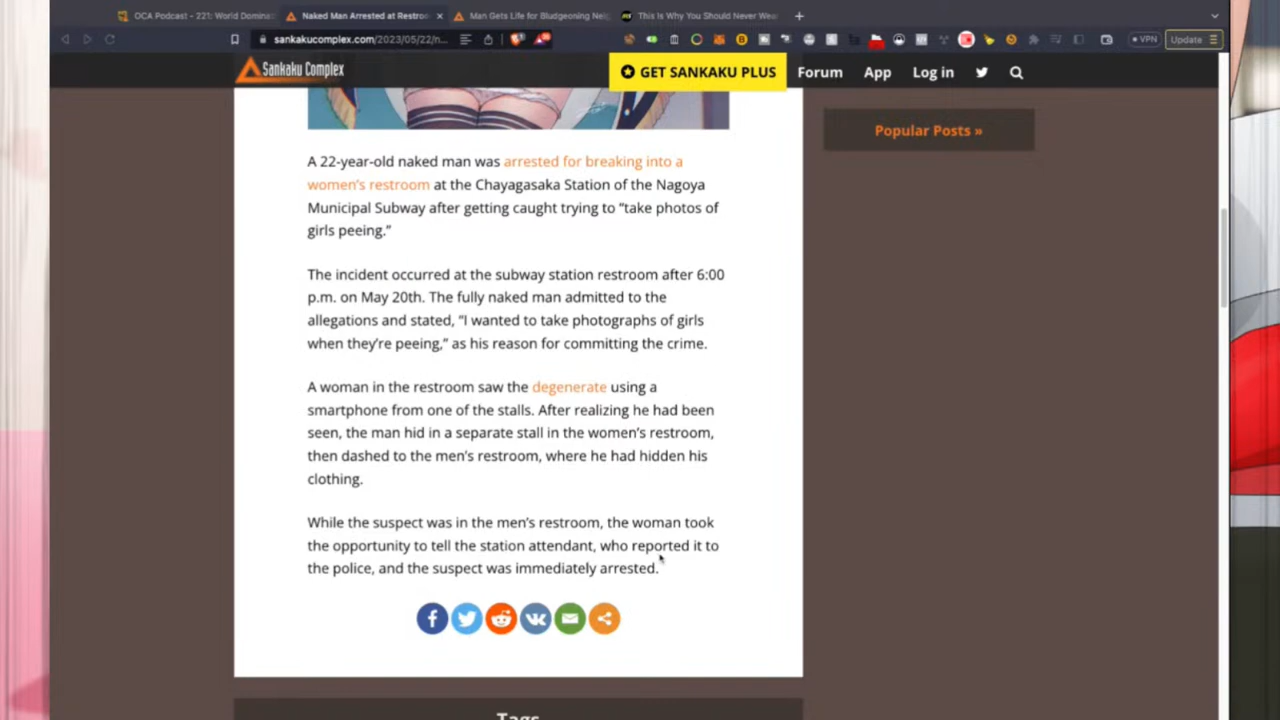 OCA Podcast - 221: World Domina
Naked Man Arrested at Restro
Man Gets Life for Bludgeoning Neig
This Is Why You Should Never Wea
sankakucomplex.com/2023/05/22/n...
VPN
Update
Sankaku Complex
GET SANKAKU PLUS
Forum
App
Log in
Popular Posts »
A 22-year-old naked man was arrested for breaking into a
women's restroom at the Chayagasaka Station of the Nagoya
Municipal Subway after getting caught trying to “take photos of
girls peeing.”
The incident occurred at the subway station restroom after 6:00
p.m. on May 20th. The fully naked man admitted to the
allegations and stated, “I wanted to take photographs of girls
when they're peeing,” as his reason for committing the crime.
A woman in the restroom saw the degenerate using a
smartphone from one of the stalls. After realizing he had been
seen, the man hid in a separate stall in the women's restroom,
then dashed to the men's restroom, where he had hidden his
clothing.
While the suspect was in the men's restroom, the woman took
the opportunity to tell the station attendant, who reported it to
the police, and the suspect was immediately arrested.
Tags